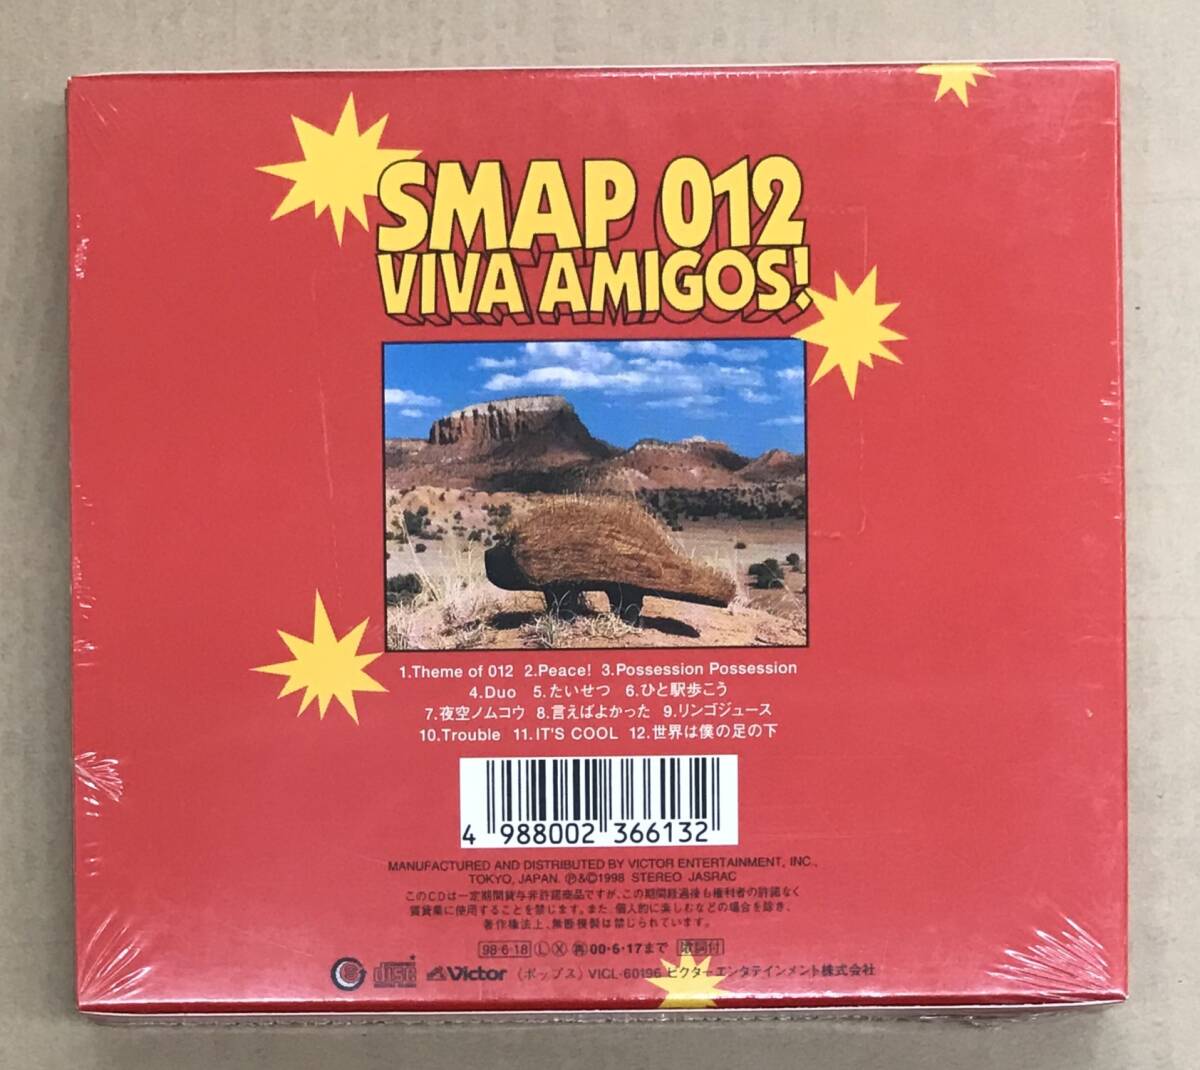 SMAP 012
VIVA AMIGOS!
1.Theme of 012 2.Peace! 3.Possession Possession
4.Duo 5.たいせつ 6.ひと駅歩こう
7.夜空ノムコウ 8.言えばよかった 9.リンゴジュース
10.Trouble 11.IT'S COOL 12.世界は僕の足の下
4 988002 366132
MANUFACTURED AND DISTRIBUTED BY VICTOR ENTERTAINMENT, INC.,
TOKYO, JAPAN. Ⓟ&©1998 STEREO JASRAC
このCDは一定期間貸与非許諾商品ですが、この期間経過後も権利者の許諾なく
賃貸業に使用することを禁じます。また、個人的に楽しむなどの場合を除き、
著作権法上、無断複製は禁じられています。
98・6・18 Ⓛ Ⓧ 再 00・6・17まで 歌詞付
disc Victor (ポップス) VICL-60196 ビクターエンタテインメント株式会社